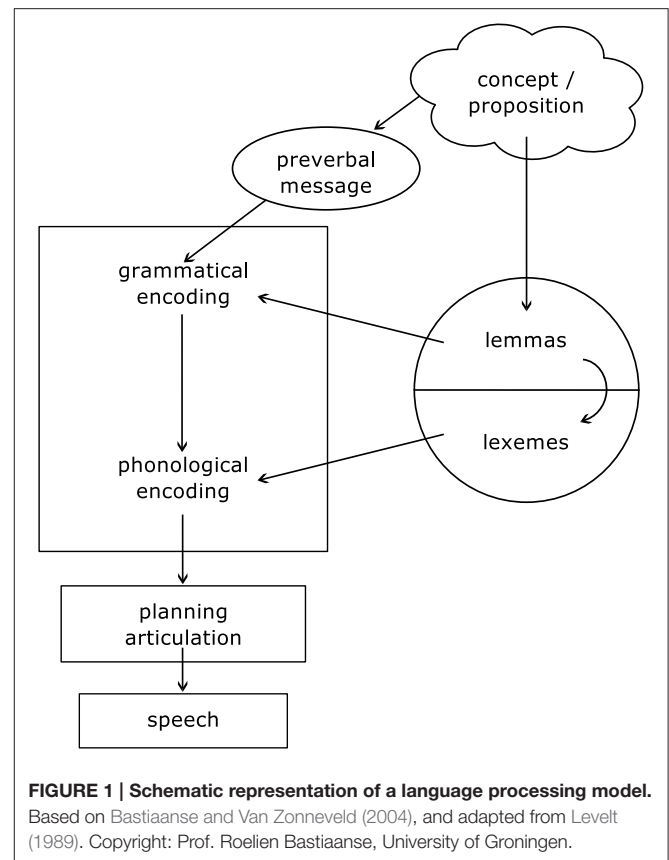 concept /
proposition
preverbal
message
grammatical
encoding
lemmas
lexemes
phonological
encoding
planning
articulation
speech
FIGURE 1 | Schematic representation of a language processing model.
Based on Bastiaanse and Van Zonneveld (2004), and adapted from Levelt
(1989). Copyright: Prof. Roelien Bastiaanse, University of Groningen.